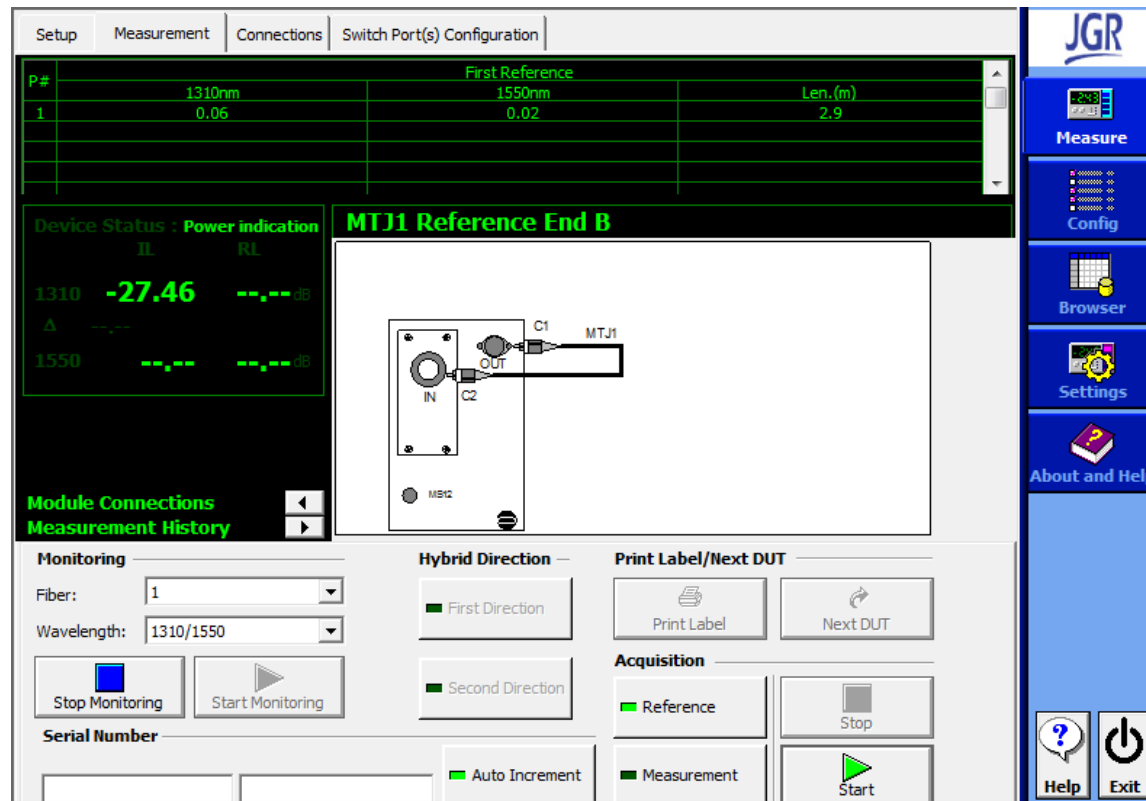 Setup Measurement Connections Switch Port(s) Configuration
JGR
P# First Reference
1310nm 1550nm Len.(m)
1 0.06 0.02 2.9
Measure
Config
Browser
Settings
About and Hel
Device Status : Power indication
IL RL
1310 -27.46 --.-- dB
Δ --.--
1550 --.-- --.-- dB
Module Connections
Measurement History
MTJ1 Reference End B
C1 MTJ1
OUT
IN C2
Monitoring
Fiber: 1
Wavelength: 1310/1550
Stop Monitoring Start Monitoring
Serial Number
Hybrid Direction
First Direction
Second Direction
Auto Increment
Print Label/Next DUT
Print Label Next DUT
Acquisition
Reference Stop
Measurement Start
Help Exit